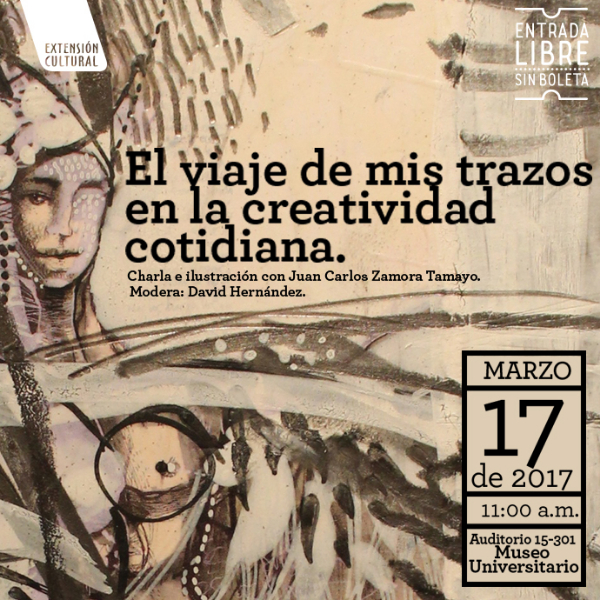 EXTENSIÓN
CULTURAL
ENTRADA
LIBRE
SIN BOLETA
El viaje de mis trazos
en la creatividad
cotidiana.
Charla e ilustración con Juan Carlos Zamora Tamayo.
Modera: David Hernández.
MARZO
17
de 2017
11:00 a.m.
Auditorio 15-301
Museo
Universitario